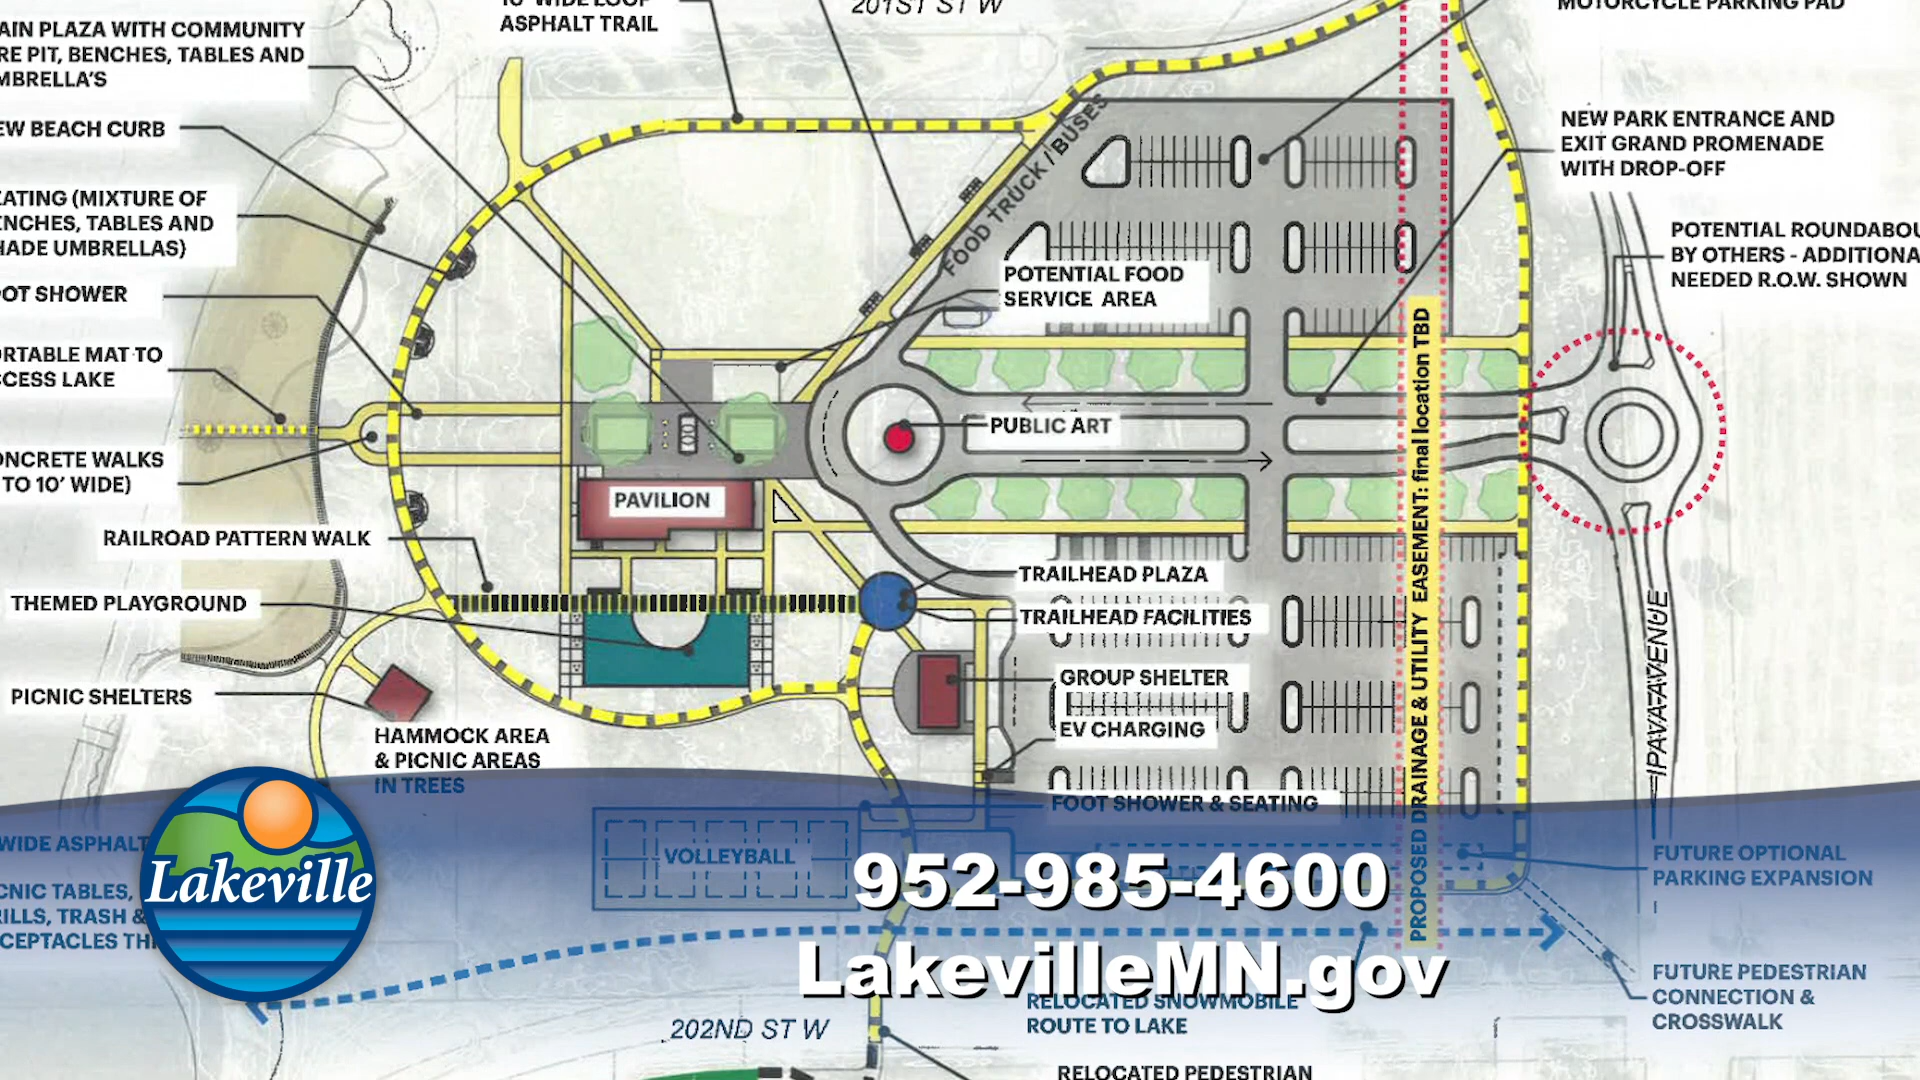 201ST ST W
ASPHALT TRAIL
MOTORCYCLE PARKING PAD
AIN PLAZA WITH COMMUNITY
RE PIT, BENCHES, TABLES AND
MBRELLA'S
EW BEACH CURB
EATING (MIXTURE OF
ENCHES, TABLES AND
HADE UMBRELLAS)
OOT SHOWER
ORTABLE MAT TO
CCESS LAKE
ONCRETE WALKS
TO 10' WIDE)
RAILROAD PATTERN WALK
THEMED PLAYGROUND
PICNIC SHELTERS
HAMMOCK AREA
& PICNIC AREAS
IN TREES
FOOD TRUCK / BUSES
POTENTIAL FOOD
SERVICE AREA
PUBLIC ART
PAVILION
TRAILHEAD PLAZA
TRAILHEAD FACILITIES
GROUP SHELTER
EV CHARGING
FOOT SHOWER & SEATING
VOLLEYBALL
NEW PARK ENTRANCE AND
EXIT GRAND PROMENADE
WITH DROP-OFF
POTENTIAL ROUNDABOU
BY OTHERS - ADDITIONA
NEEDED R.O.W. SHOWN
PROPOSED DRAINAGE & UTILITY EASEMENT: final location TBD
IPAVA AVENUE
WIDE ASPHALT
CNIC TABLES,
RILLS, TRASH &
CEPTACLES TH
Lakeville
952-985-4600
LakevilleMN.gov
FUTURE OPTIONAL
PARKING EXPANSION
FUTURE PEDESTRIAN
CONNECTION &
CROSSWALK
RELOCATED SNOWMOBILE
ROUTE TO LAKE
202ND ST W
RELOCATED PEDESTRIAN